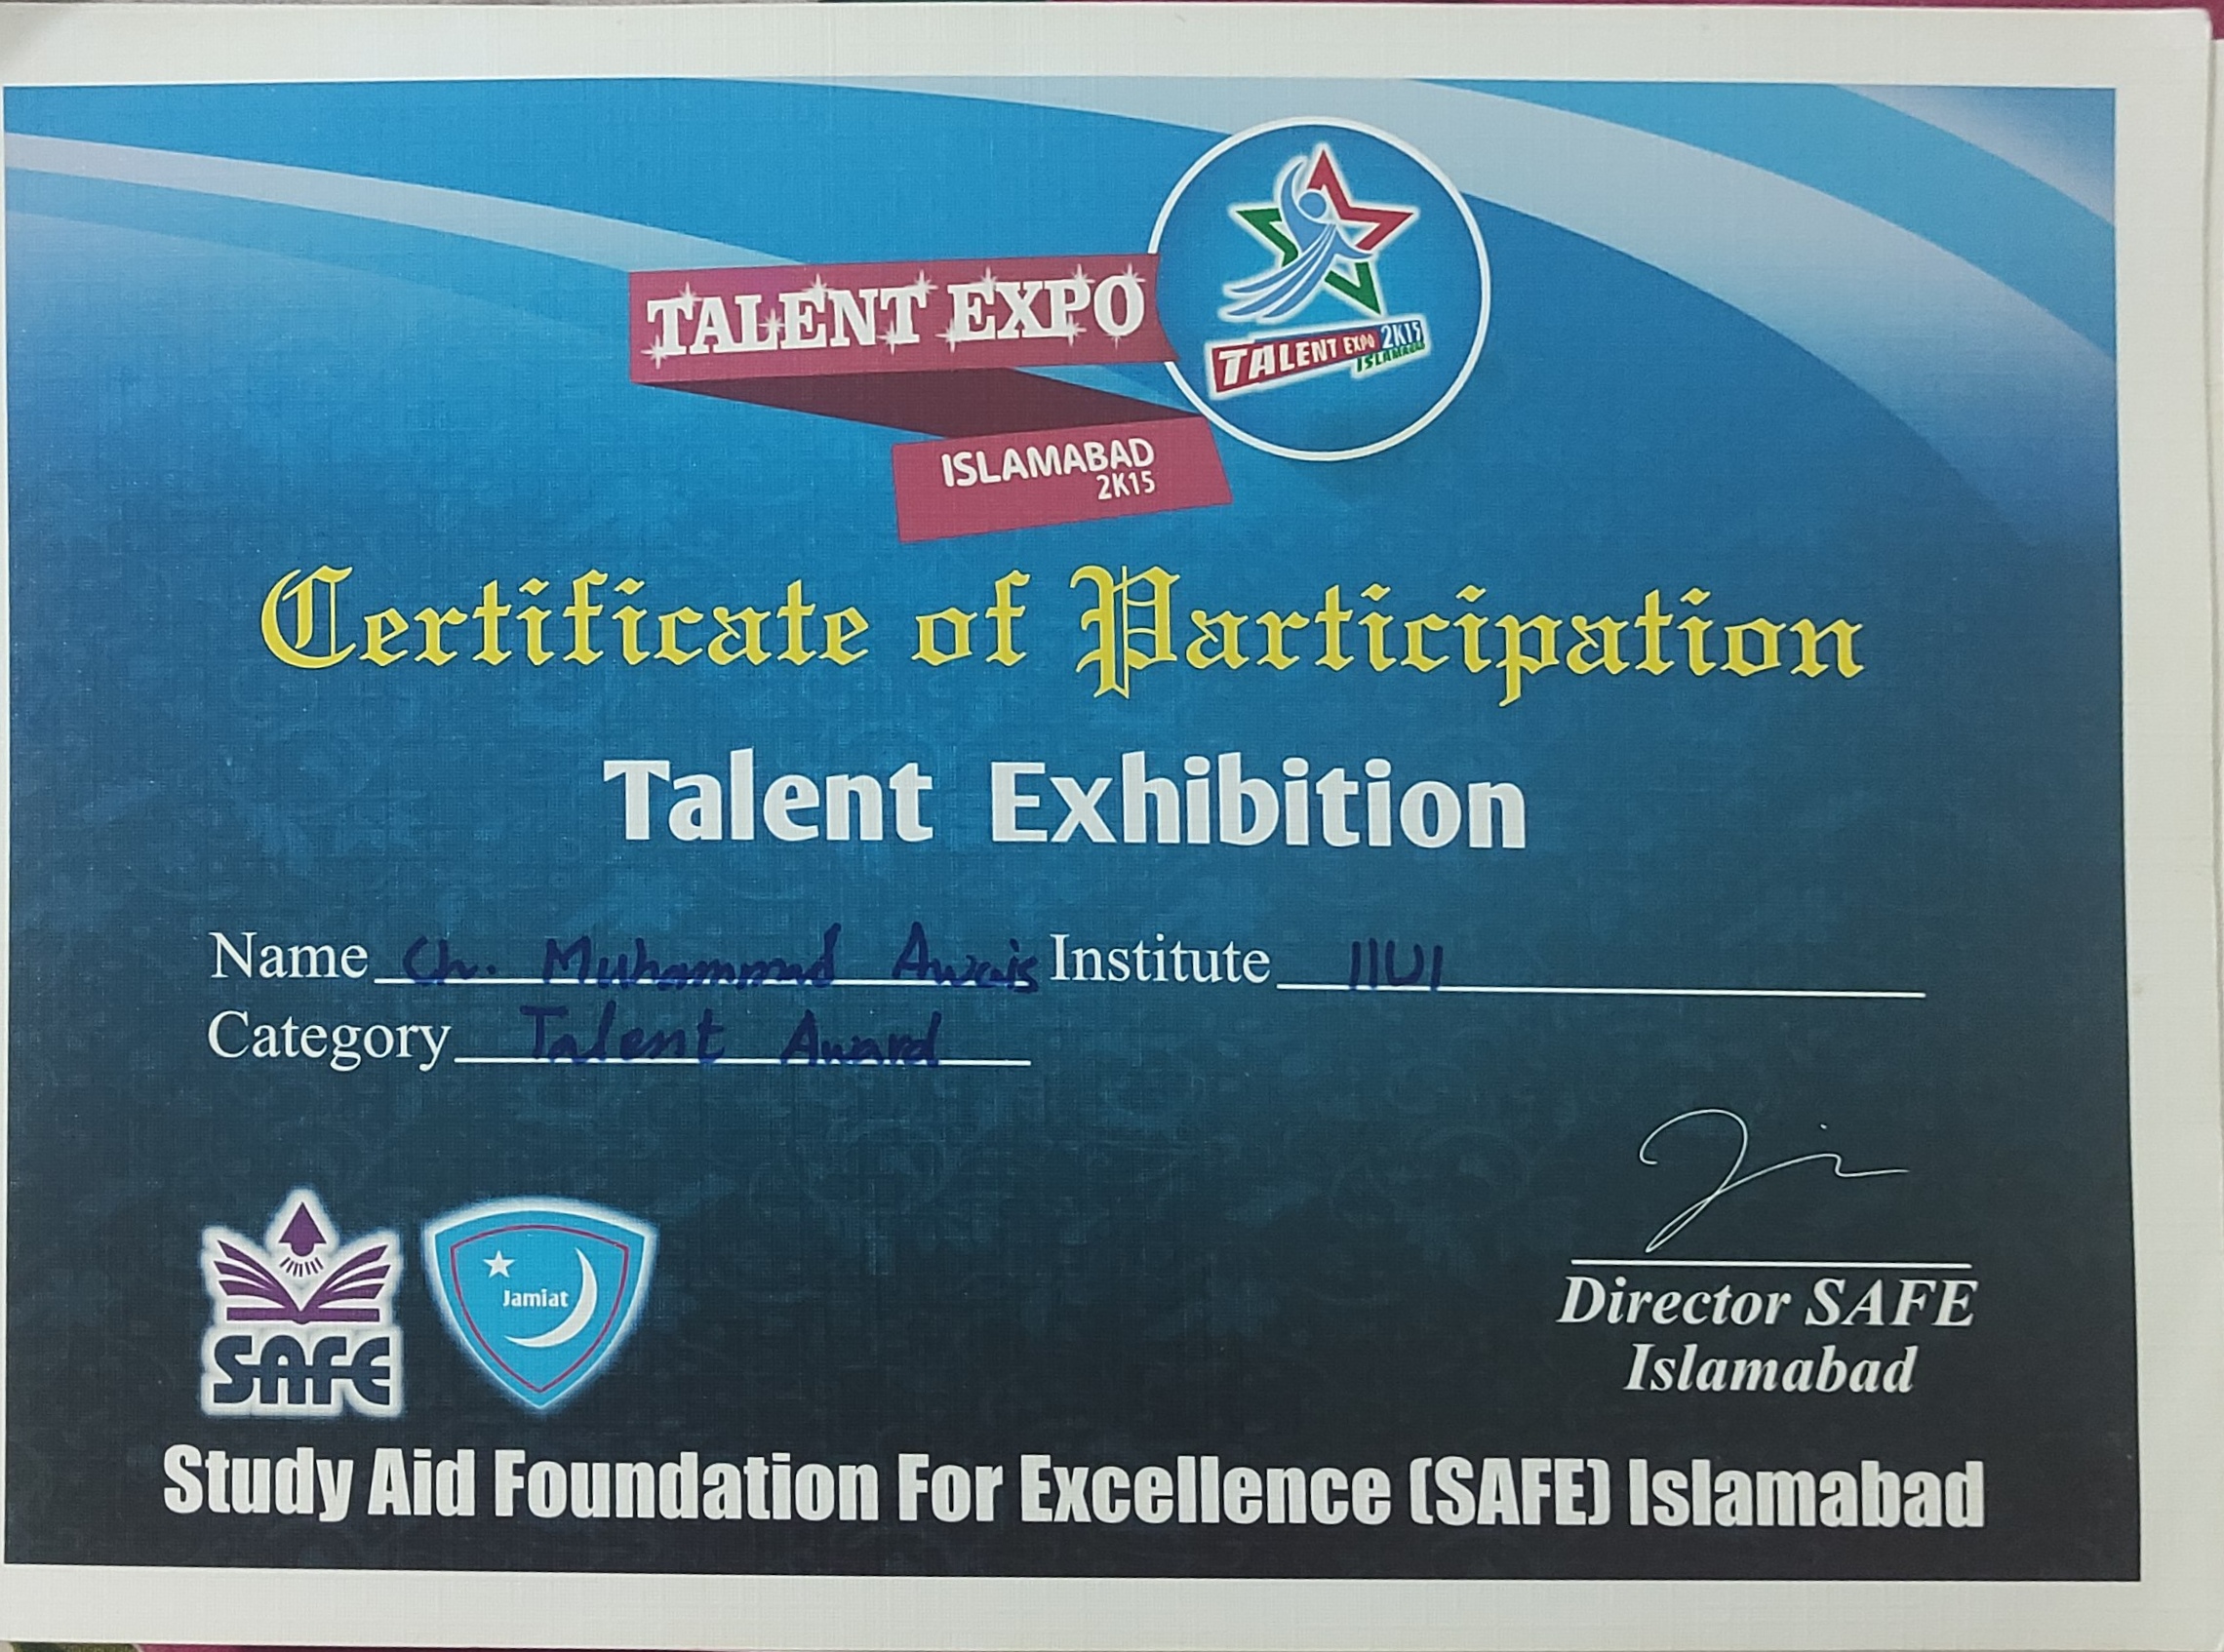 TALENT EXPO
TALENT EXPO 2K15
ISLAMABAD
ISLAMABAD
2K15
Certificate of Participation
Talent Exhibition
Name Ch. Muhammad Awais Institute IIUI
Category Talent Award
Jamiat
SAFE
Director SAFE
Islamabad
Study Aid Foundation For Excellence (SAFE) Islamabad